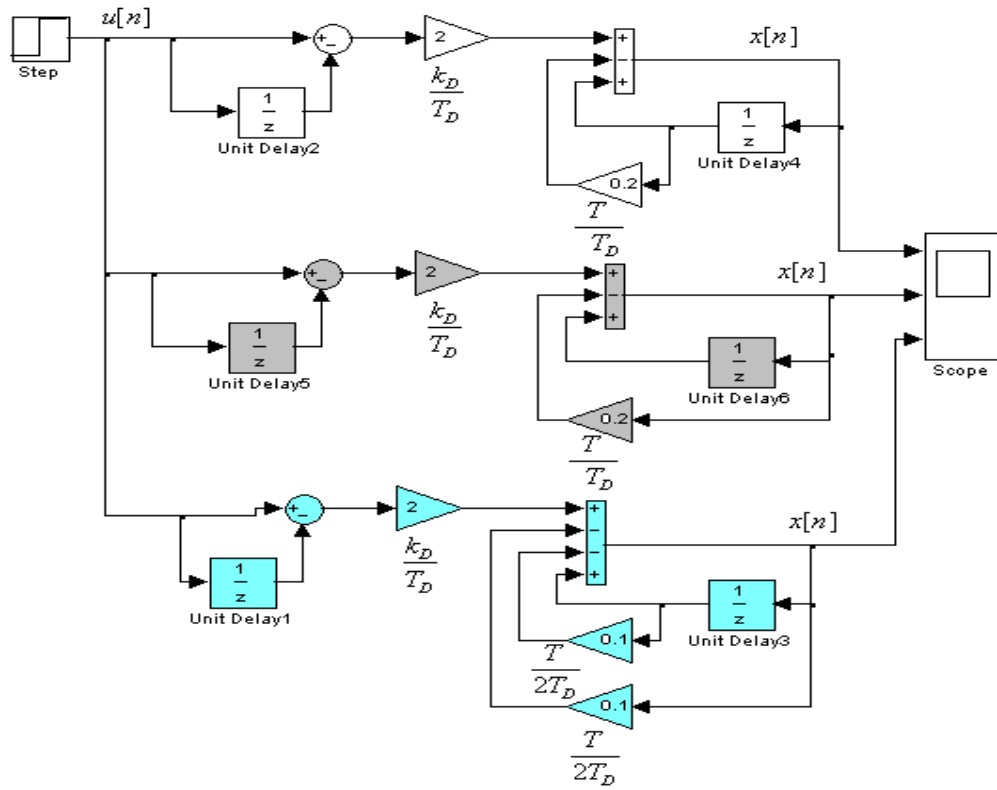 u[n]
Step
+
−
1
z
Unit Delay2
2
k_D
T_D
+
−
+
x[n]
1
z
Unit Delay4
0.2
T
T_D
+
−
1
z
Unit Delay5
2
k_D
T_D
+
−
+
x[n]
1
z
Unit Delay6
0.2
T
T_D
Scope
+
−
1
z
Unit Delay1
2
k_D
T_D
+
−
−
+
x[n]
1
z
Unit Delay3
0.1
T
2T_D
0.1
T
2T_D